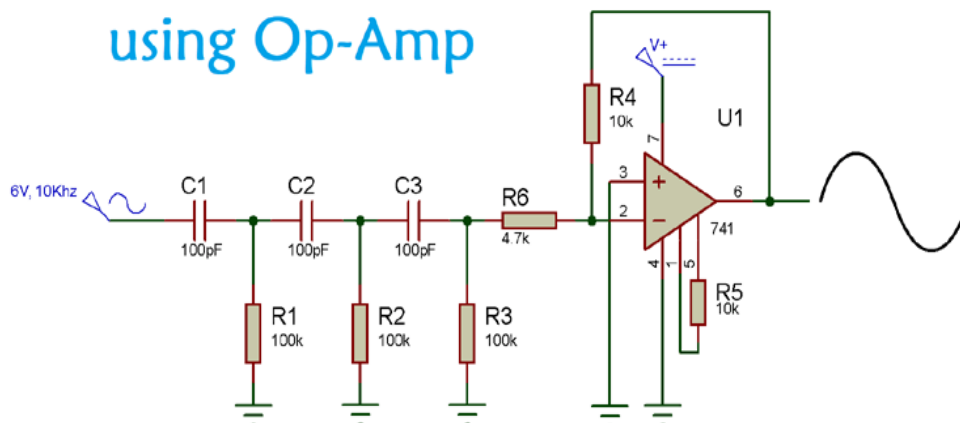 using Op-Amp
V+
R4
10k
U1
7
6V, 10Khz
C1
C2
C3
R6
3
+
6
2
−
741
100pF
100pF
100pF
4.7k
4
1
5
R5
10k
R1
100k
R2
100k
R3
100k